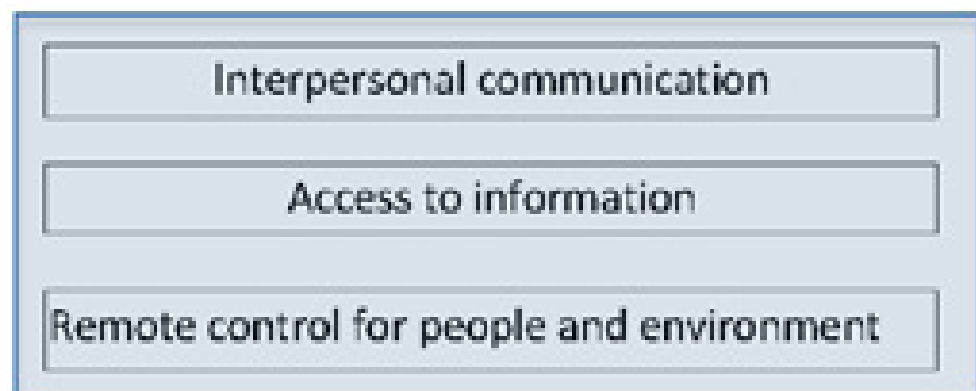 Interpersonal communication
Access to information
Remote control for people and environment